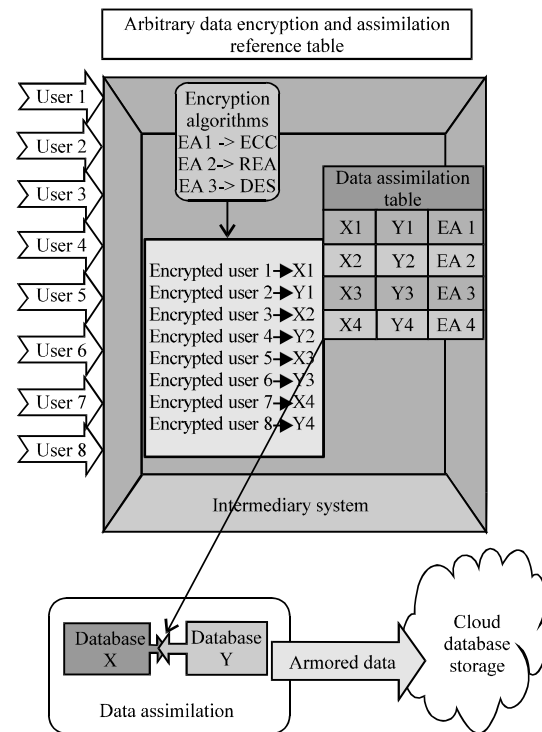 Arbitrary data encryption and assimilation
reference table
User 1
User 2
User 3
User 4
User 5
User 6
User 7
User 8
Encryption
algorithms
EA1 -> ECC
EA 2-> REA
EA 3-> DES
Data assimilation
table
X1 Y1 EA 1
X2 Y2 EA 2
X3 Y3 EA 3
X4 Y4 EA 4
Encrypted user 1 X1
Encrypted user 2 Y1
Encrypted user 3 X2
Encrypted user 4 Y2
Encrypted user 5 X3
Encrypted user 6 Y3
Encrypted user 7 X4
Encrypted user 8 Y4
Intermediary system
Database
X
Database
Y
Data assimilation
Armored data
Cloud
database
storage